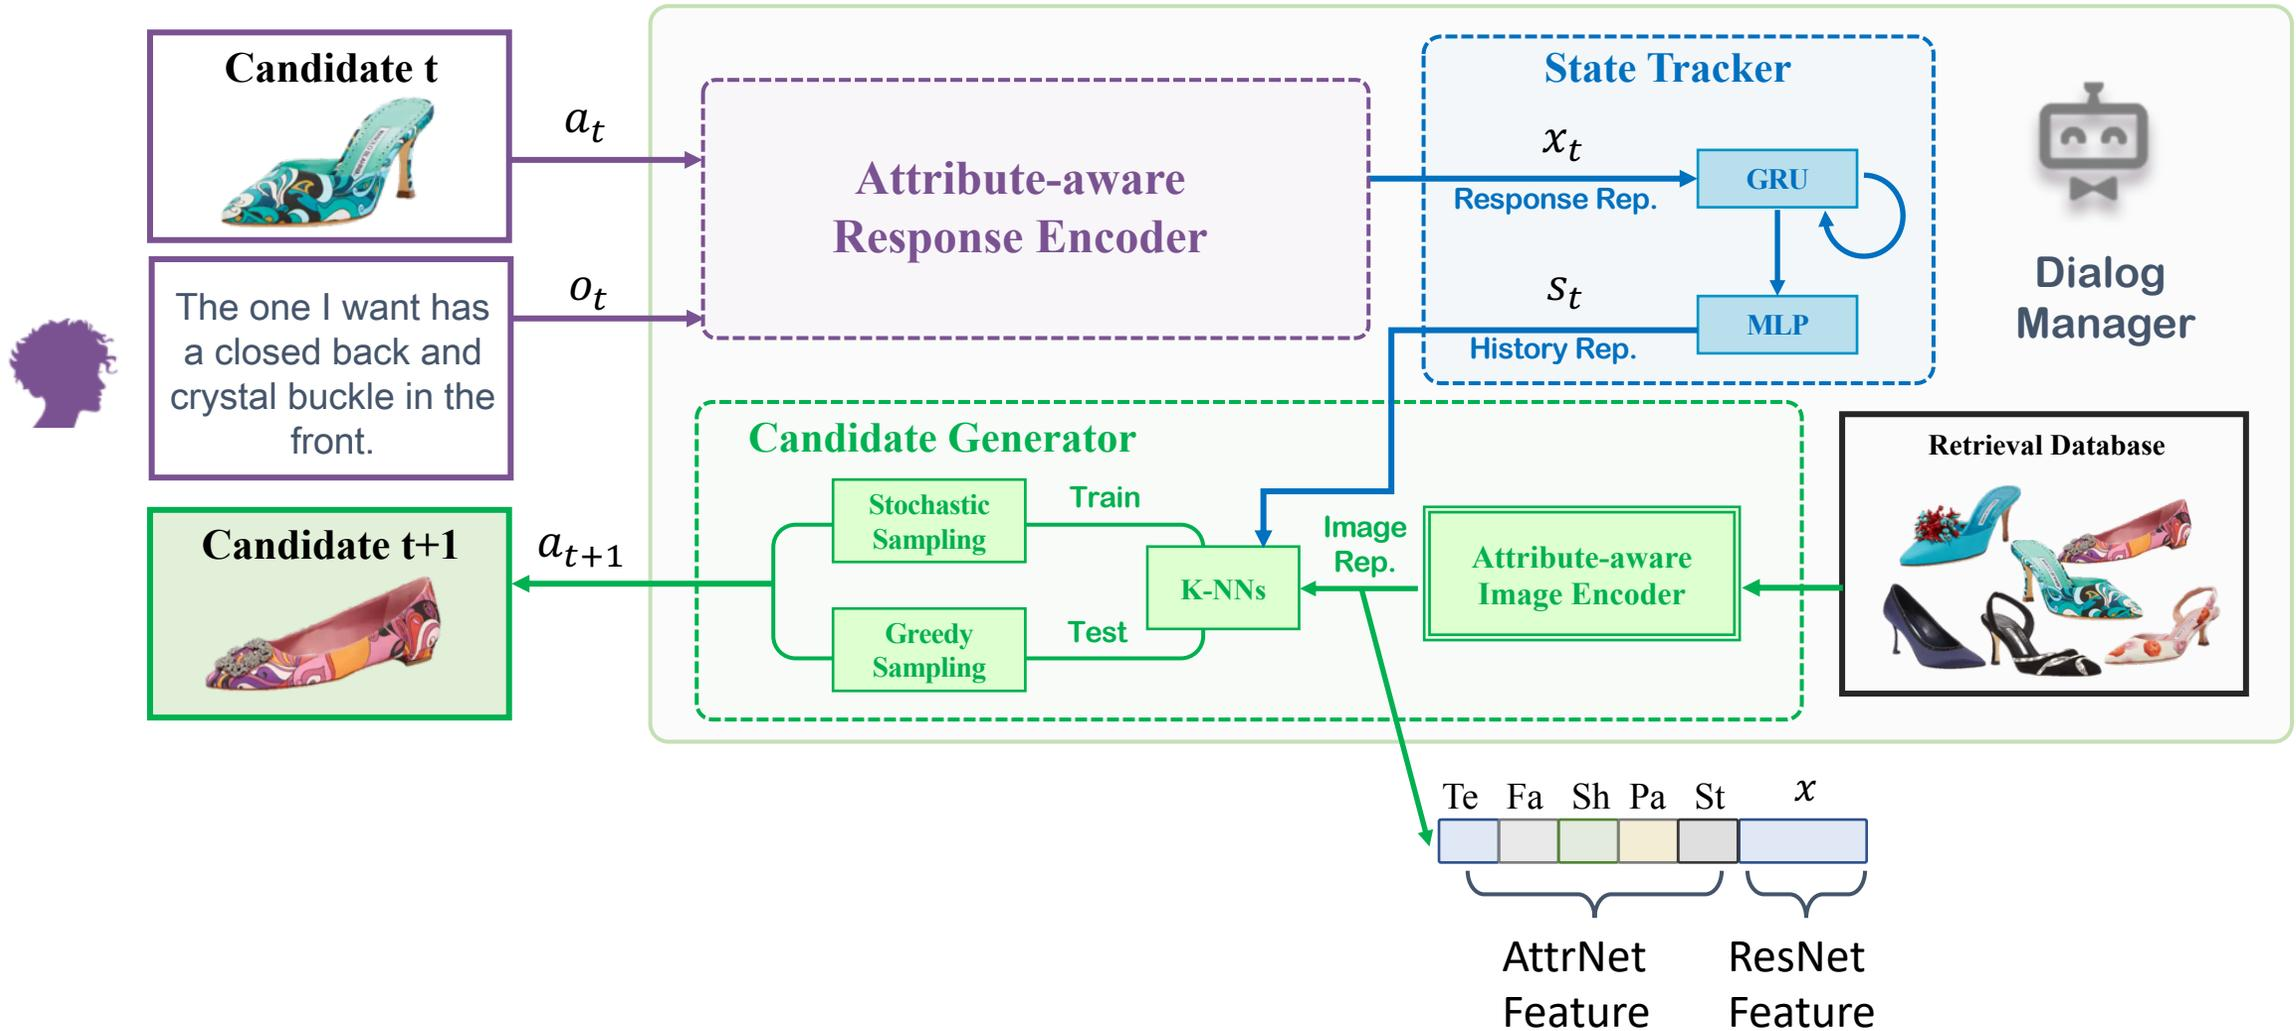 Candidate t
a_t
The one I want has
a closed back and
crystal buckle in the
front.
o_t
Candidate t+1
a_{t+1}
Attribute-aware
Response Encoder
State Tracker
x_t
Response Rep.
GRU
s_t
History Rep.
MLP
Dialog
Manager
Candidate Generator
Stochastic
Sampling
Train
Greedy
Sampling
Test
K-NNs
Image
Rep.
Attribute-aware
Image Encoder
Retrieval Database
Te Fa Sh Pa St x
AttrNet
Feature
ResNet
Feature